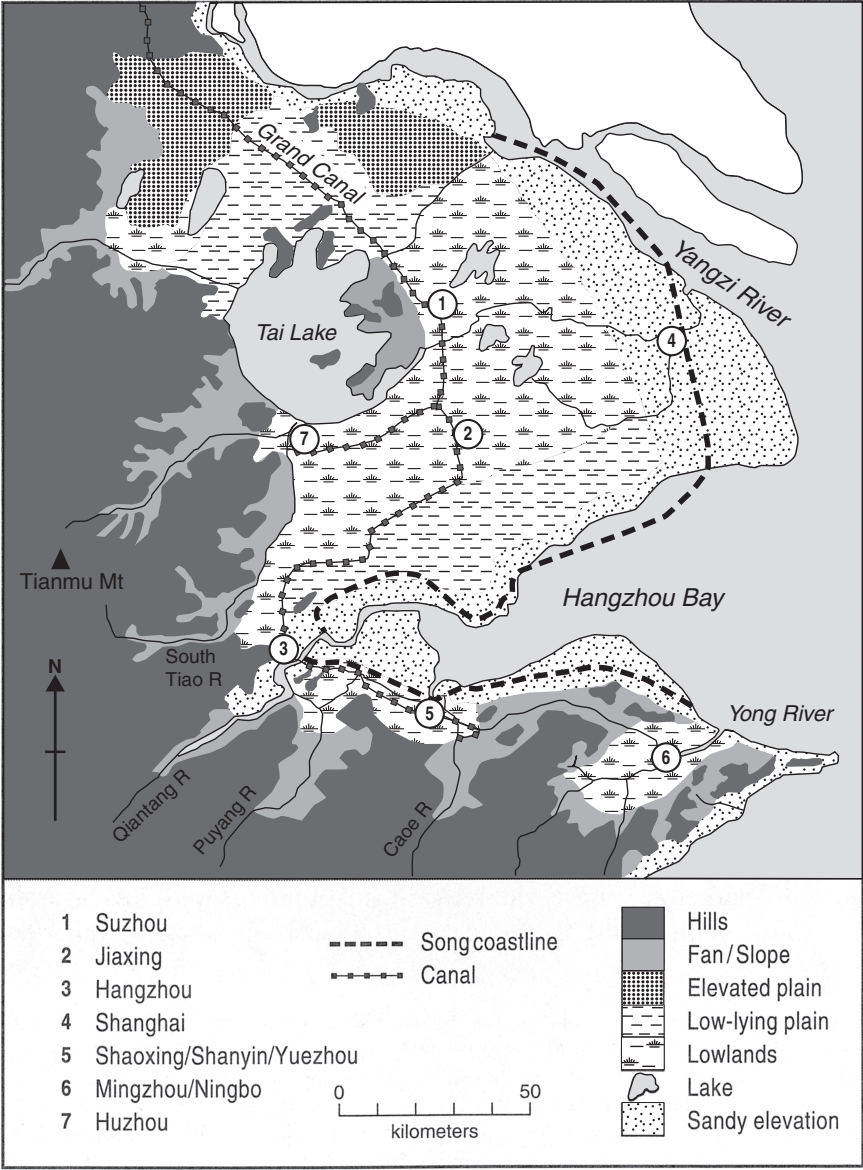 Grand Canal
Yangzi River
1
Tai Lake
4
7
2
Tianmu Mt
Hangzhou Bay
3
South
Tiao R
N
5
Yong River
6
Qiantang R
Puyang R
Caoe R
1 Suzhou
2 Jiaxing
3 Hangzhou
4 Shanghai
5 Shaoxing/Shanyin/Yuezhou
6 Mingzhou/Ningbo
7 Huzhou
Song coastline
Canal
0 50
kilometers
Hills
Fan/Slope
Elevated plain
Low-lying plain
Lowlands
Lake
Sandy elevation